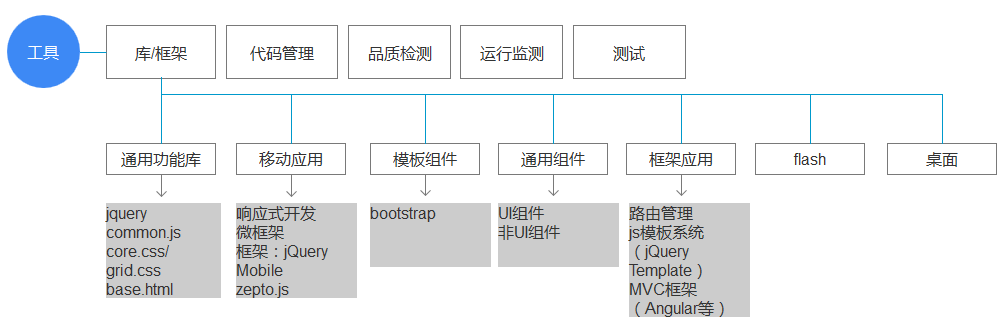 工具
库/框架
代码管理
品质检测
运行监测
测试
通用功能库
移动应用
模板组件
通用组件
框架应用
flash
桌面
jquery
common.js
core.css/
grid.css
base.html
响应式开发
微框架
框架：jQuery
Mobile
zepto.js
bootstrap
UI组件
非UI组件
路由管理
js模板系统
（jQuery
Template）
MVC框架
（Angular等）